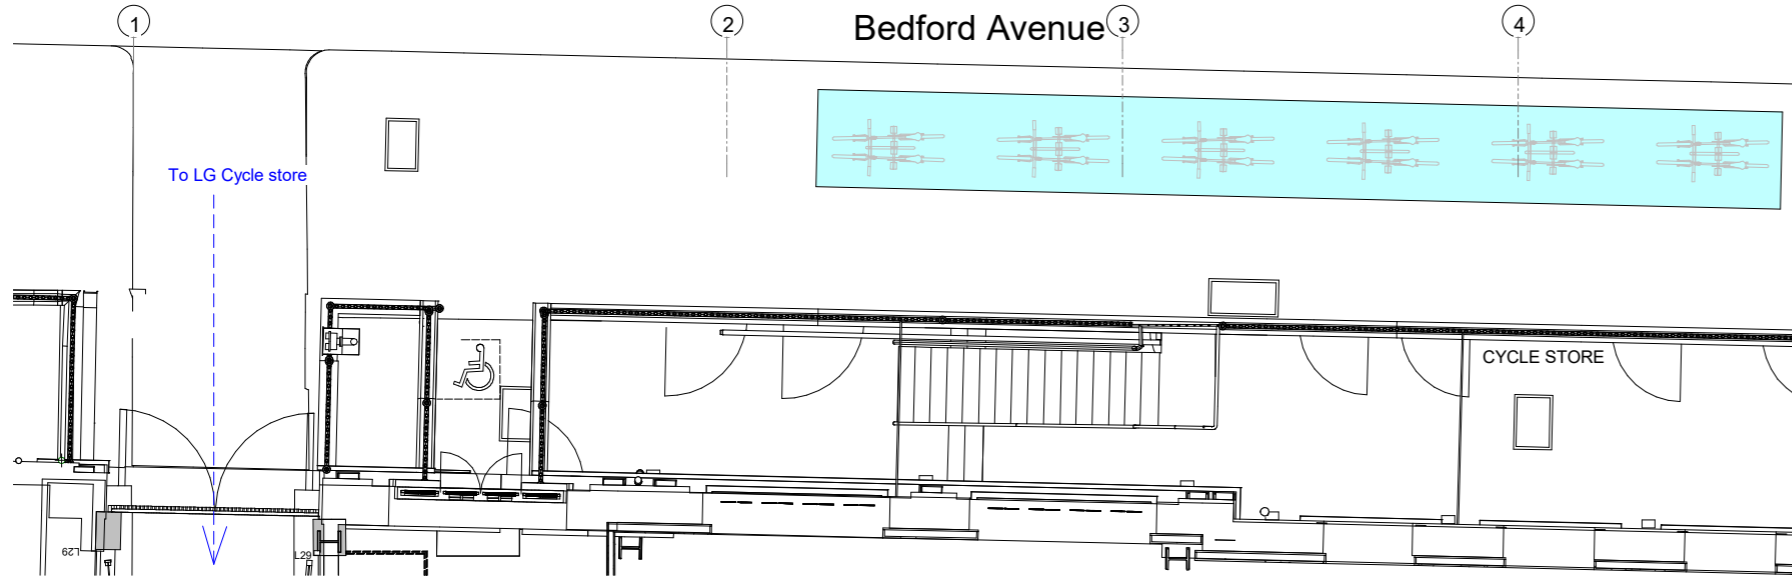 1
2
Bedford Avenue
3
4
To LG Cycle store
CYCLE STORE
L29
L29